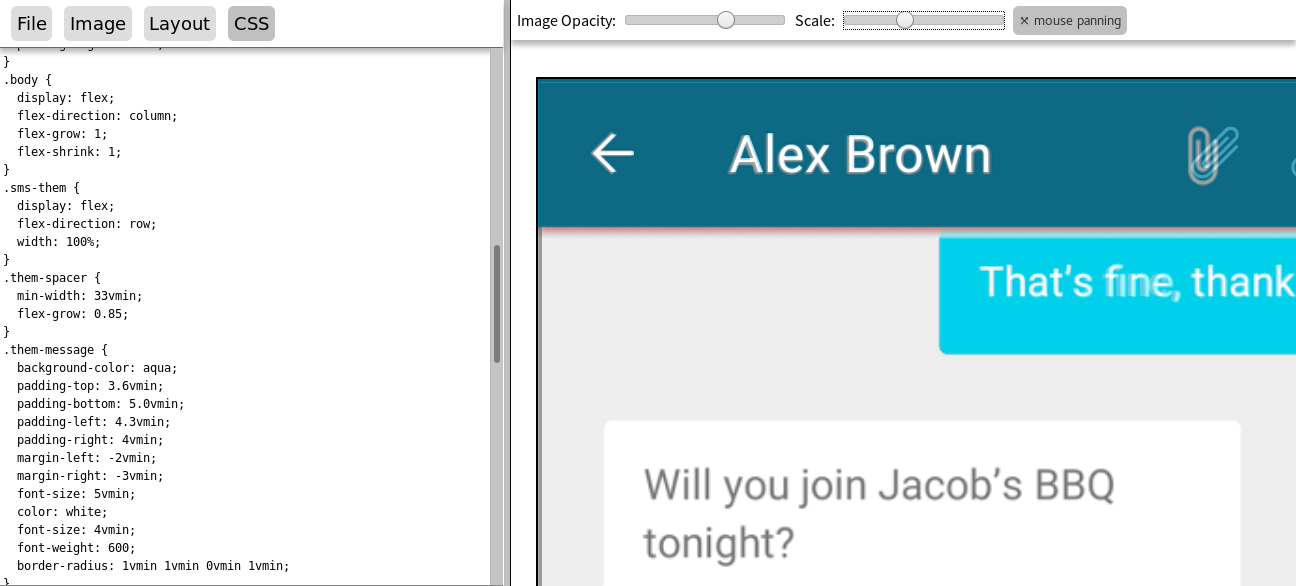 File Image Layout CSS
Image Opacity: Scale: × mouse panning
}
.body {
display: flex;
flex-direction: column;
flex-grow: 1;
flex-shrink: 1;
}
.sms-them {
display: flex;
flex-direction: row;
width: 100%;
}
.them-spacer {
min-width: 33vmin;
flex-grow: 0.85;
}
.them-message {
background-color: aqua;
padding-top: 3.6vmin;
padding-bottom: 5.0vmin;
padding-left: 4.3vmin;
padding-right: 4vmin;
margin-left: -2vmin;
margin-right: -3vmin;
font-size: 5vmin;
color: white;
font-size: 4vmin;
font-weight: 600;
border-radius: 1vmin 1vmin 0vmin 1vmin;
}
Alex Brown
That’s fine, thank
Will you join Jacob’s BBQ
tonight?